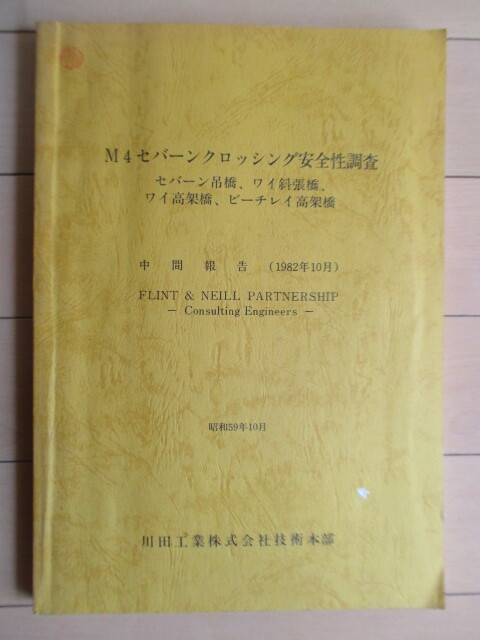 M4セバーンクロッシング安全性調査
セバーン吊橋、ワイ斜張橋、
ワイ高架橋、ビーチレイ高架橋
中間報告 (1982年10月)
FLINT & NEILL PARTNERSHIP
— Consulting Engineers —
昭和59年10月
川田工業株式会社技術本部